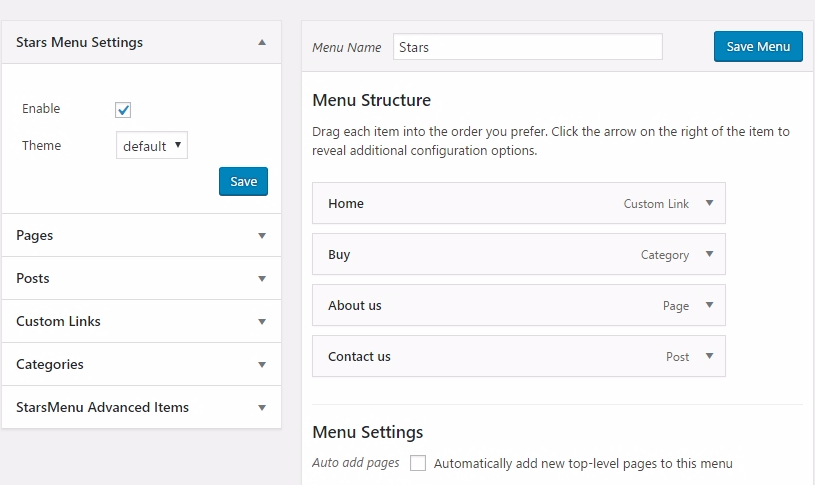 Stars Menu Settings
Enable
Theme
default
Save
Pages
Posts
Custom Links
Categories
StarsMenu Advanced Items
Menu Name Stars Save Menu
Menu Structure
Drag each item into the order you prefer. Click the arrow on the right of the item to
reveal additional configuration options.
Home Custom Link
Buy Category
About us Page
Contact us Post
Menu Settings
Auto add pages Automatically add new top-level pages to this menu